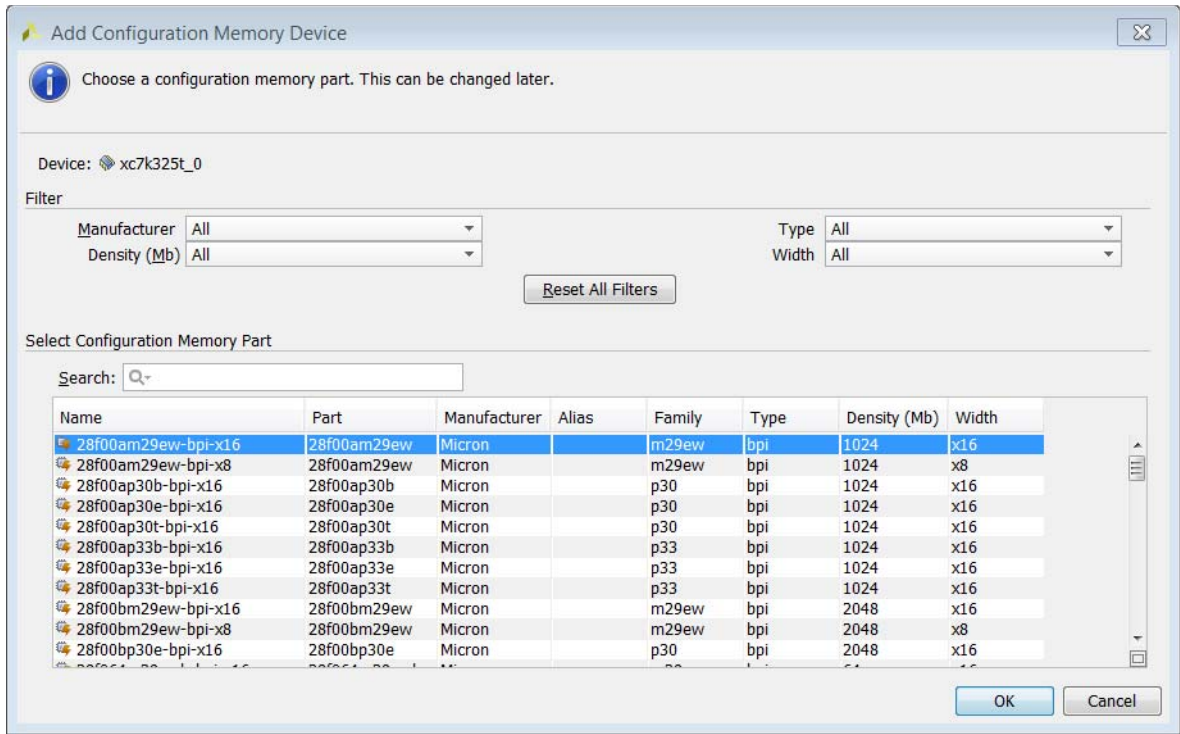 Add Configuration Memory Device
Choose a configuration memory part. This can be changed later.
Device: xc7k325t_0
Filter
Manufacturer All Type All
Density (Mb) All Width All
Reset All Filters
Select Configuration Memory Part
Search:
Name Part Manufacturer Alias Family Type Density (Mb) Width
28f00am29ew-bpi-x16 28f00am29ew Micron m29ew bpi 1024 x16
28f00am29ew-bpi-x8 28f00am29ew Micron m29ew bpi 1024 x8
28f00ap30b-bpi-x16 28f00ap30b Micron p30 bpi 1024 x16
28f00ap30e-bpi-x16 28f00ap30e Micron p30 bpi 1024 x16
28f00ap30t-bpi-x16 28f00ap30t Micron p30 bpi 1024 x16
28f00ap33b-bpi-x16 28f00ap33b Micron p33 bpi 1024 x16
28f00ap33e-bpi-x16 28f00ap33e Micron p33 bpi 1024 x16
28f00ap33t-bpi-x16 28f00ap33t Micron p33 bpi 1024 x16
28f00bm29ew-bpi-x16 28f00bm29ew Micron m29ew bpi 2048 x16
28f00bm29ew-bpi-x8 28f00bm29ew Micron m29ew bpi 2048 x8
28f00bp30e-bpi-x16 28f00bp30e Micron p30 bpi 2048 x16
OK Cancel